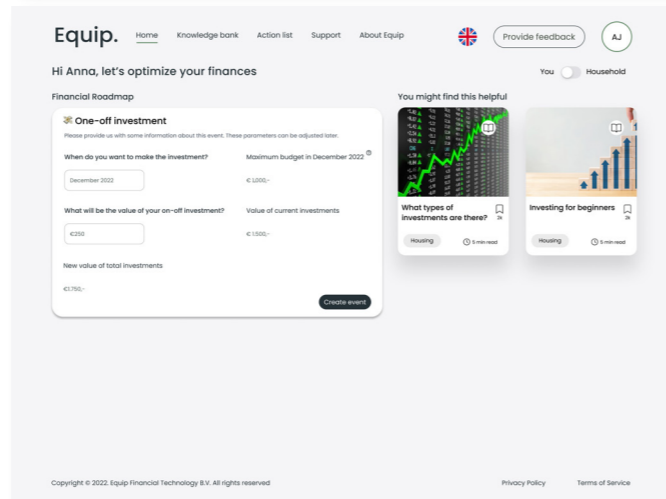 Equip.
Home
Knowledge bank
Action list
Support
About Equip
Provide feedback
AJ
Hi Anna, let's optimize your finances
You
Household
Financial Roadmap
You might find this helpful
One-off investment
Please provide us with some information about this event. These parameters can be adjusted later.
When do you want to make the investment?
Maximum budget in December 2022
December 2022
€ 1,000,-
What will be the value of your on-off investment?
Value of current investments
€250
€ 1.500,-
New value of total investments
€1.750,-
Create event
What types of
investments are there?
2k
Housing
5 min read
Investing for beginners
2k
Housing
5 min read
Copyright © 2022. Equip Financial Technology B.V. All rights reserved
Privacy Policy
Terms of Service